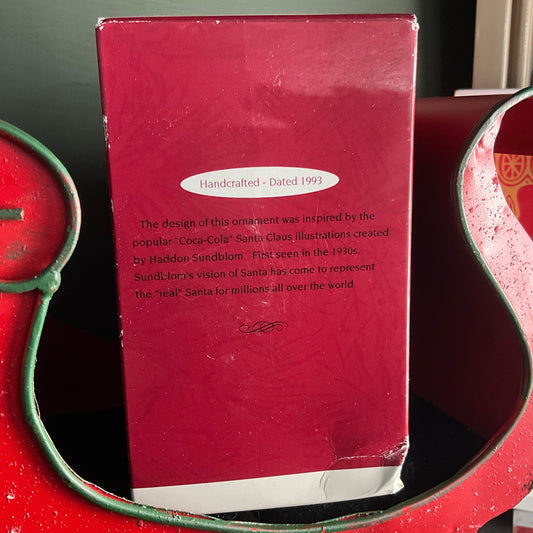 Handcrafted - Dated 1993
The design of this ornament was inspired by the
popular "Coca-Cola" Santa Claus illustrations created
by Haddon Sundblom. First seen in the 1930s,
Sundblom's vision of Santa has come to represent
the "real" Santa for millions all over the world.